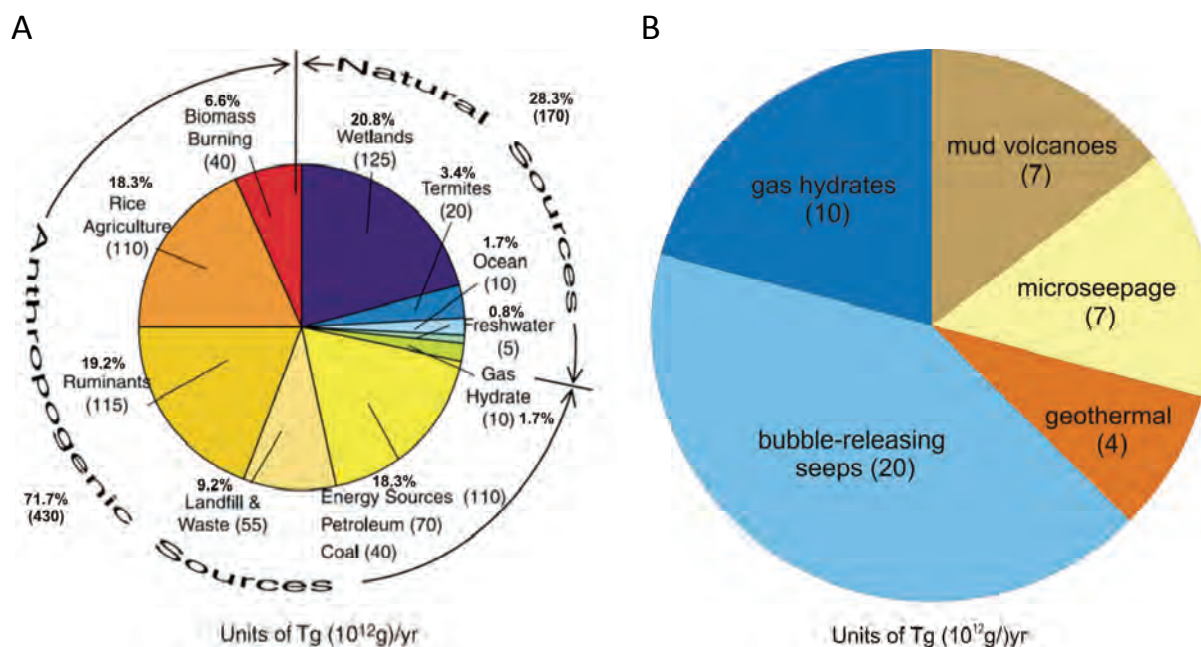 A
Natural Sources
28.3%
(170)
6.6%
Biomass
Burning
(40)
20.8%
Wetlands
(125)
3.4%
Termites
(20)
1.7%
Ocean
(10)
0.8%
Freshwater
(5)
Gas
Hydrate
(10) 1.7%
18.3%
Rice
Agriculture
(110)
19.2%
Ruminants
(115)
9.2%
Landfill &
Waste (55)
18.3%
Energy Sources (110)
Petroleum (70)
Coal (40)
Anthropogenic Sources
71.7%
(430)
Units of Tg (10¹²g)/yr
B
gas hydrates
(10)
mud volcanoes
(7)
microseepage
(7)
geothermal
(4)
bubble-releasing
seeps (20)
Units of Tg (10¹²g/)yr